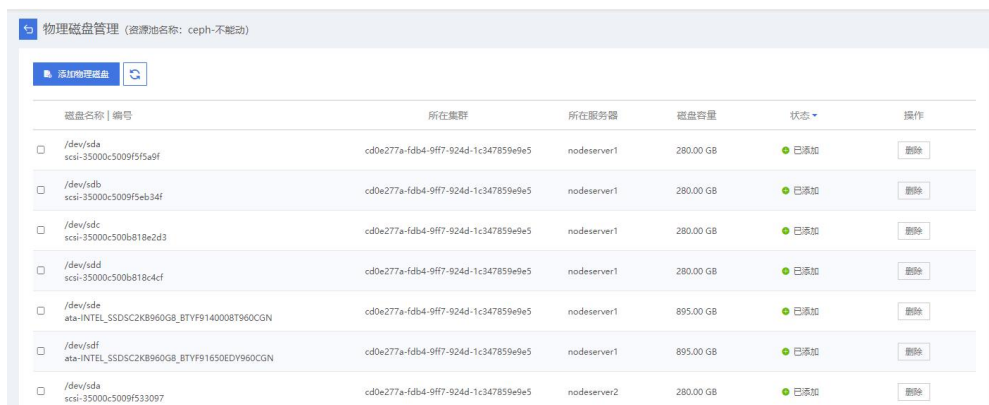 物理磁盘管理 (资源池名称: ceph-不能动)
添加物理磁盘
磁盘名称 | 编号 所在集群 所在服务器 磁盘容量 状态 操作
/dev/sda
scsi-35000c5009f5f5a9f cd0e277a-fdb4-9ff7-924d-1c347859e9e5 nodeserver1 280.00 GB 已添加 删除
/dev/sdb
scsi-35000c5009f5eb34f cd0e277a-fdb4-9ff7-924d-1c347859e9e5 nodeserver1 280.00 GB 已添加 删除
/dev/sdc
scsi-35000c500b818e2d3 cd0e277a-fdb4-9ff7-924d-1c347859e9e5 nodeserver1 280.00 GB 已添加 删除
/dev/sdd
scsi-35000c500b818c4cf cd0e277a-fdb4-9ff7-924d-1c347859e9e5 nodeserver1 280.00 GB 已添加 删除
/dev/sde
ata-INTEL_SSDSC2KB960G8_BTYF9140008T960CGN cd0e277a-fdb4-9ff7-924d-1c347859e9e5 nodeserver1 895.00 GB 已添加 删除
/dev/sdf
ata-INTEL_SSDSC2KB960G8_BTYF91650EDY960CGN cd0e277a-fdb4-9ff7-924d-1c347859e9e5 nodeserver1 895.00 GB 已添加 删除
/dev/sda
scsi-35000c5009f533097 cd0e277a-fdb4-9ff7-924d-1c347859e9e5 nodeserver2 280.00 GB 已添加 删除